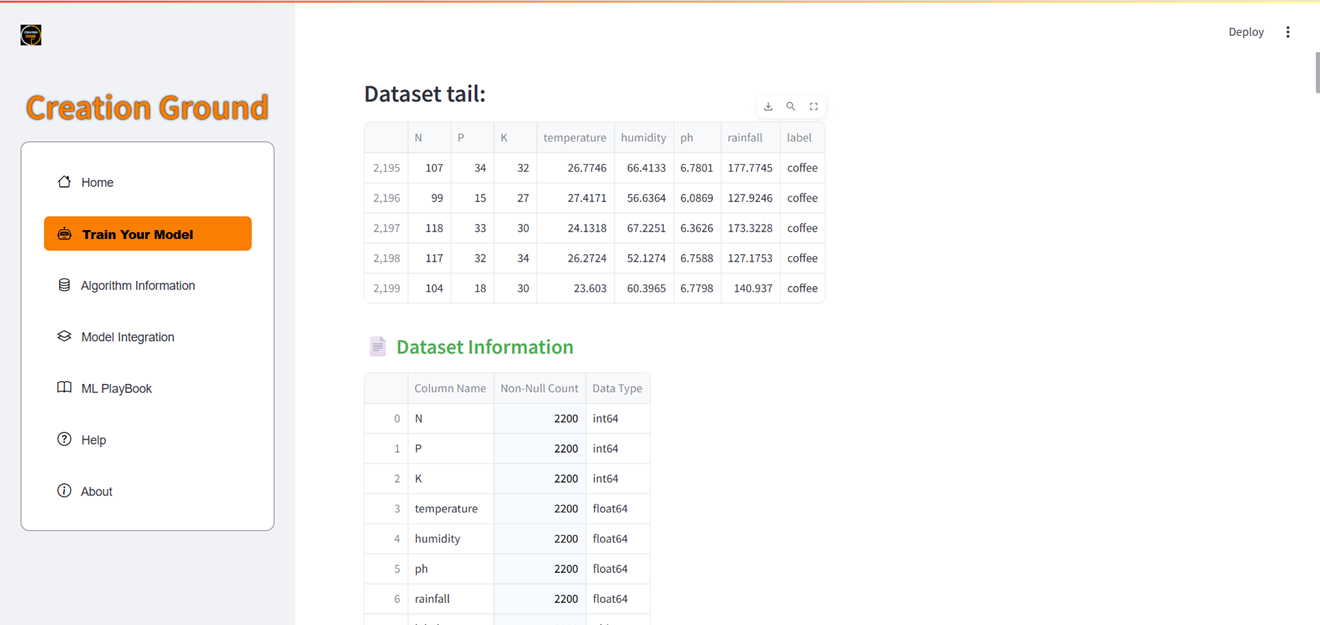 Deploy
Creation Ground
Home
Train Your Model
Algorithm Information
Model Integration
ML PlayBook
Help
About
Dataset tail:
N P K temperature humidity ph rainfall label
2,195 107 34 32 26.7746 66.4133 6.7801 177.7745 coffee
2,196 99 15 27 27.4171 56.6364 6.0869 127.9246 coffee
2,197 118 33 30 24.1318 67.2251 6.3626 173.3228 coffee
2,198 117 32 34 26.2724 52.1274 6.7588 127.1753 coffee
2,199 104 18 30 23.603 60.3965 6.7798 140.937 coffee
Dataset Information
Column Name Non-Null Count Data Type
0 N 2200 int64
1 P 2200 int64
2 K 2200 int64
3 temperature 2200 float64
4 humidity 2200 float64
5 ph 2200 float64
6 rainfall 2200 float64